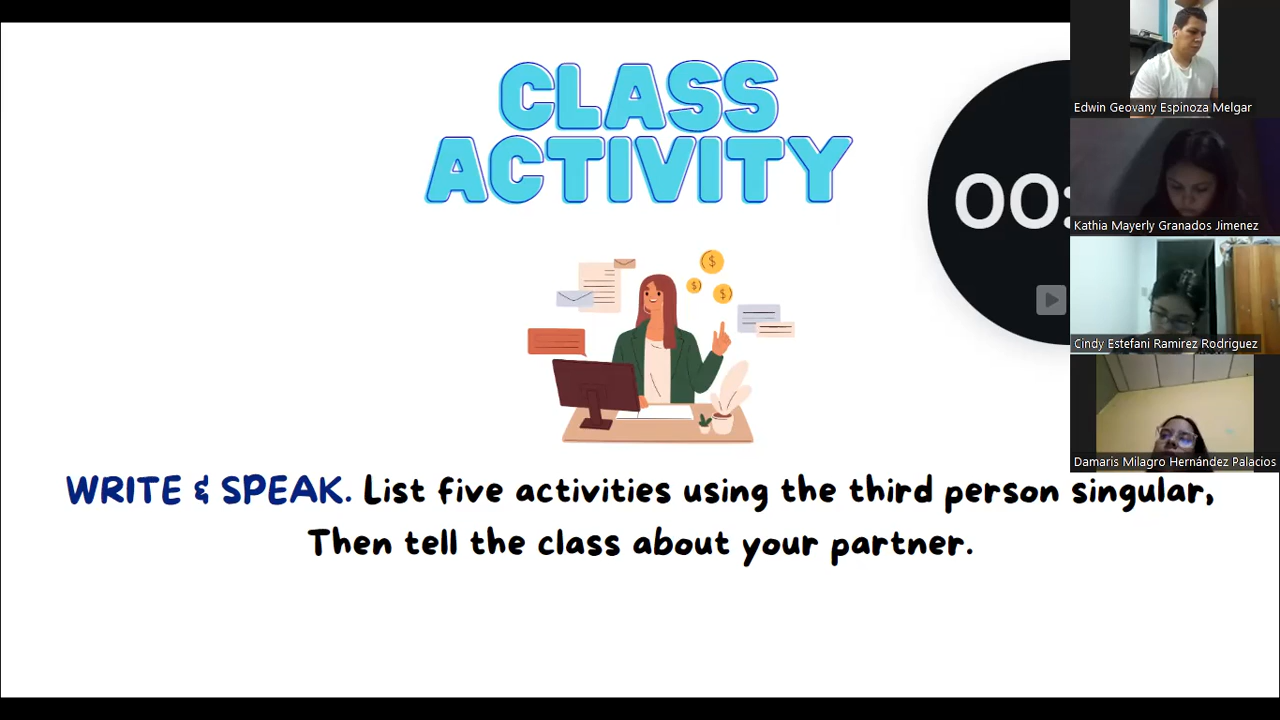 CLASS
ACTIVITY
00:
Edwin Geovany Espinoza Melgar
Kathia Mayerly Granados Jimenez
Cindy Estefani Ramirez Rodriguez
Damaris Milagro Hernández Palacios
WRITE & SPEAK. List five activities using the third person singular,
Then tell the class about your partner.